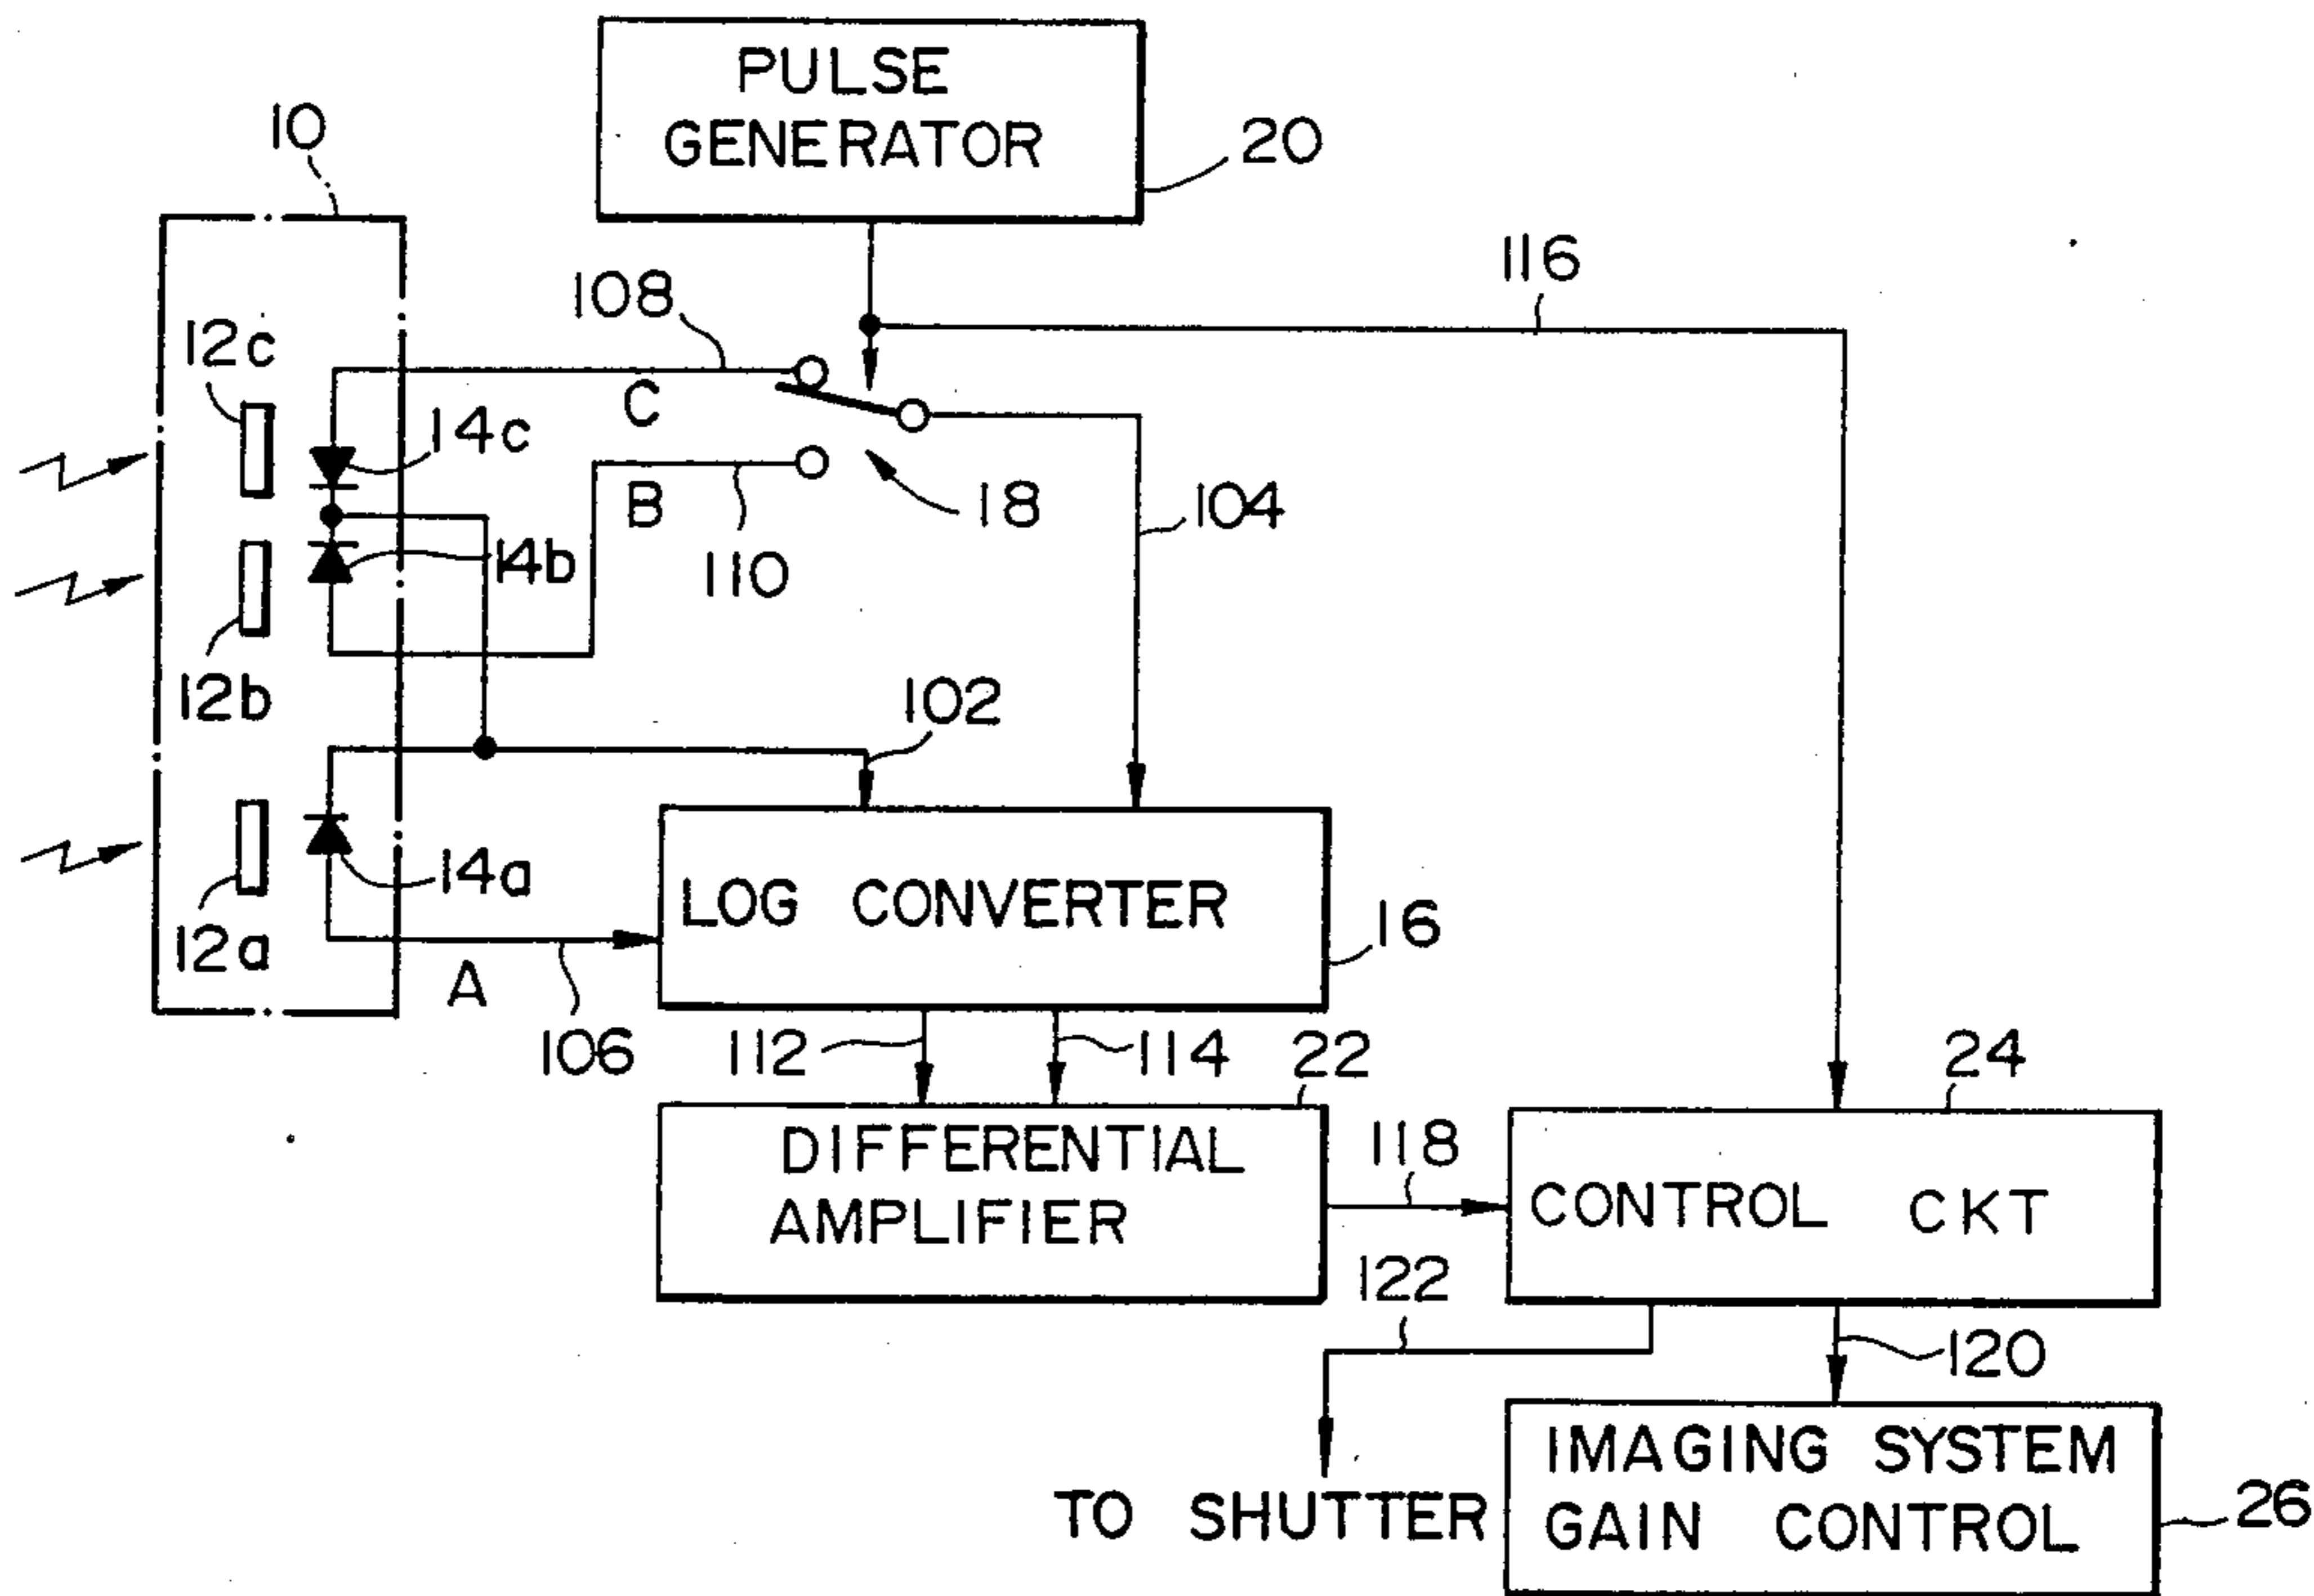 PULSE
GENERATOR
20
10
116
108
12c
C
14c
18
104
B
14b
110
12b
102
14a
LOG CONVERTER
16
12a
A
106
112
114
22
24
DIFFERENTIAL
AMPLIFIER
118
CONTROL CKT
122
120
IMAGING SYSTEM
GAIN CONTROL
26
TO SHUTTER